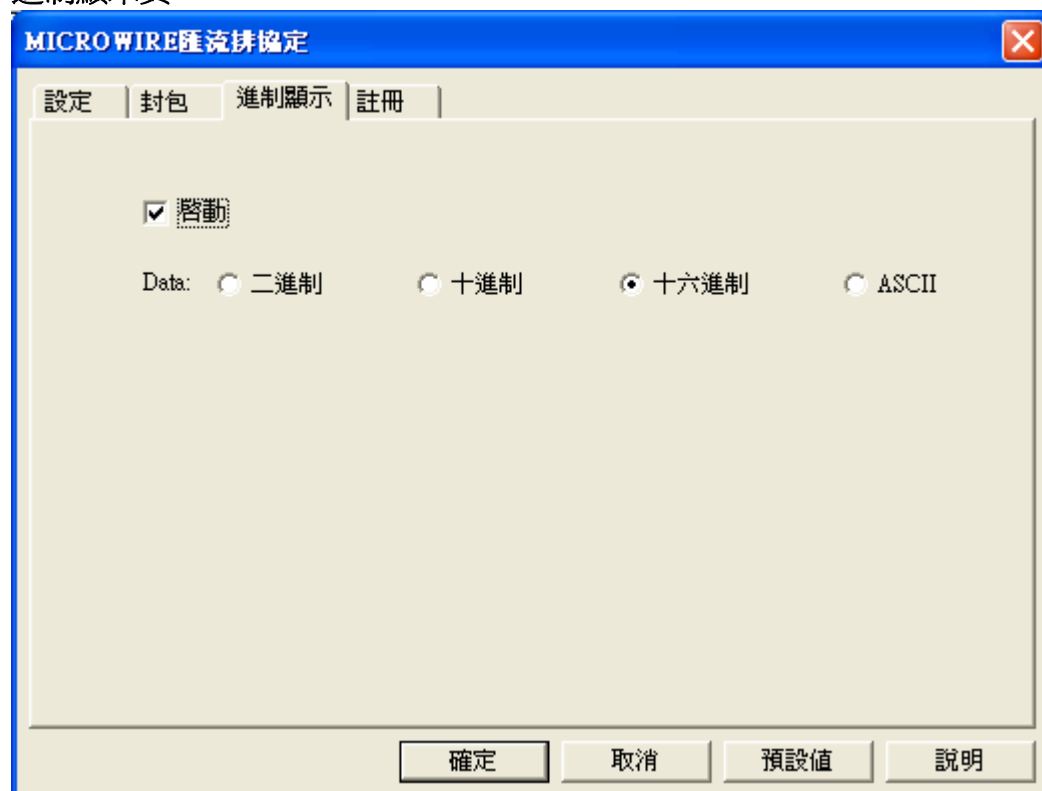 MICROWIRE匯流排協定
設定 封包 進制顯示 註冊
啓動
Data: 二進制 十進制 十六進制 ASCII
確定 取消 預設值 說明